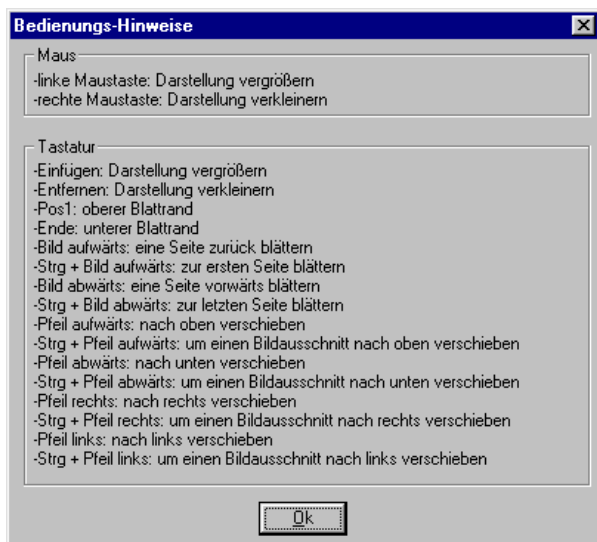 Bedienungs-Hinweise
Maus
-linke Maustaste: Darstellung vergrößern
-rechte Maustaste: Darstellung verkleinern
Tastatur
-Einfügen: Darstellung vergrößern
-Entfernen: Darstellung verkleinern
-Pos1: oberer Blattrand
-Ende: unterer Blattrand
-Bild aufwärts: eine Seite zurück blättern
-Strg + Bild aufwärts: zur ersten Seite blättern
-Bild abwärts: eine Seite vorwärts blättern
-Strg + Bild abwärts: zur letzten Seite blättern
-Pfeil aufwärts: nach oben verschieben
-Strg + Pfeil aufwärts: um einen Bildausschnitt nach oben verschieben
-Pfeil abwärts: nach unten verschieben
-Strg + Pfeil abwärts: um einen Bildausschnitt nach unten verschieben
-Pfeil rechts: nach rechts verschieben
-Strg + Pfeil rechts: um einen Bildausschnitt nach rechts verschieben
-Pfeil links: nach links verschieben
-Strg + Pfeil links: um einen Bildausschnitt nach links verschieben
Ok